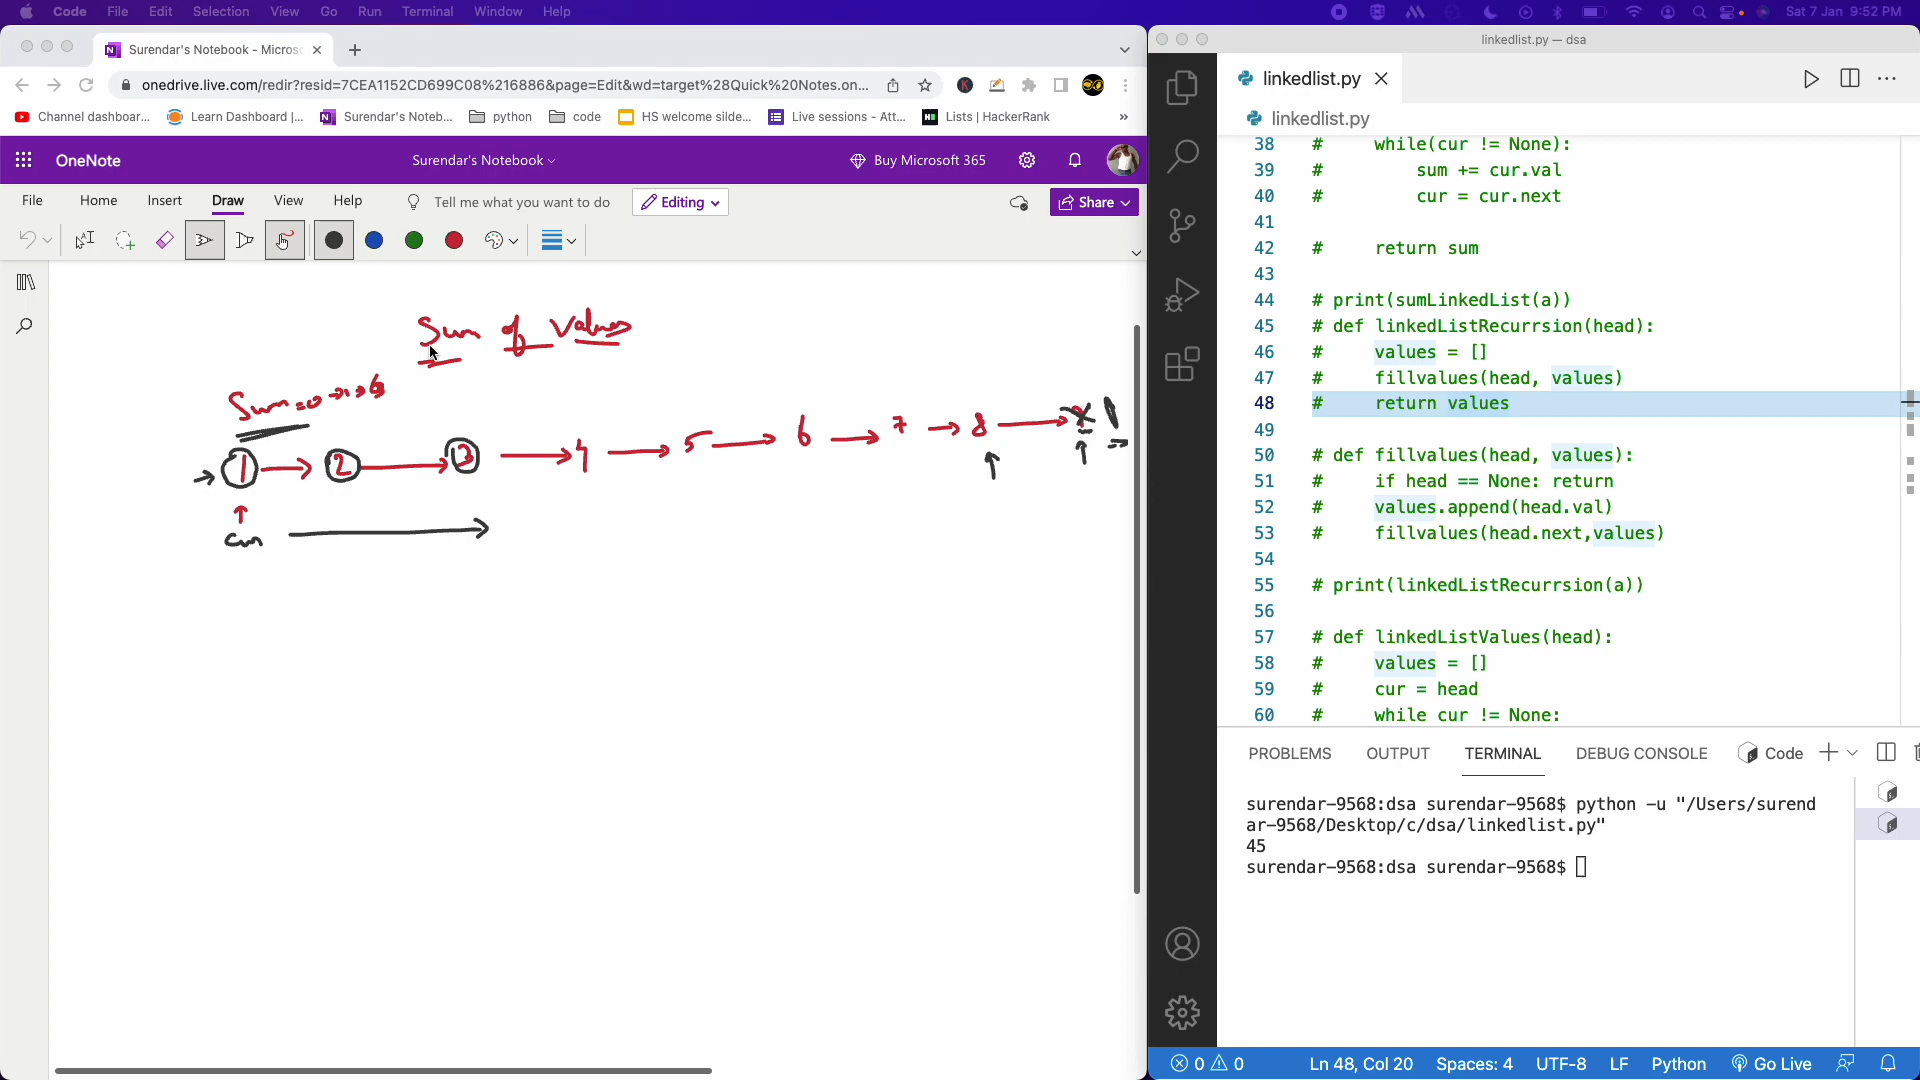 Code File Edit Selection View Go Run Terminal Window Help Sat 7 Jan 9:52 PM
Surendar's Notebook - Micros
onedrive.live.com/redir?resid=7CEA1152CD699C08%216886&page=Edit&wd=target%28Quick%20Notes.on...
Channel dashboar... Learn Dashboard |... Surendar's Noteb... python code HS welcome silde... Live sessions - Att... Lists | HackerRank »
OneNote Surendar's Notebook Buy Microsoft 365
File Home Insert Draw View Help Tell me what you want to do Editing Share
Sum of values
Sum = 0
1 2 3 4 5 6 7 8
cur
linkedlist.py — dsa
linkedlist.py
linkedlist.py
38 # while(cur != None):
39 # sum += cur.val
40 # cur = cur.next
41
42 # return sum
43
44 # print(sumLinkedList(a))
45 # def linkedListRecurrsion(head):
46 # values = []
47 # fillvalues(head, values)
48 # return values
49
50 # def fillvalues(head, values):
51 # if head == None: return
52 # values.append(head.val)
53 # fillvalues(head.next,values)
54
55 # print(linkedListRecurrsion(a))
56
57 # def linkedListValues(head):
58 # values = []
59 # cur = head
60 # while cur != None:
PROBLEMS OUTPUT TERMINAL DEBUG CONSOLE Code
surendar-9568:dsa surendar-9568$ python -u "/Users/surend
ar-9568/Desktop/c/dsa/linkedlist.py"
45
surendar-9568:dsa surendar-9568$
0 0 Ln 48, Col 20 Spaces: 4 UTF-8 LF Python Go Live